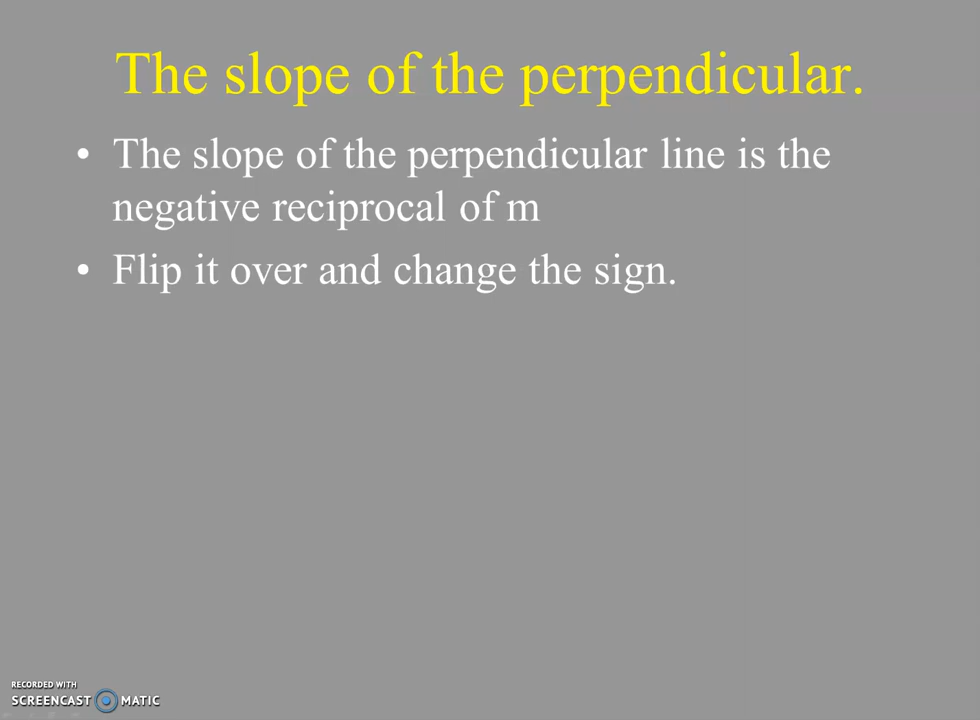 The slope of the perpendicular.
• The slope of the perpendicular line is the
negative reciprocal of m
• Flip it over and change the sign.
RECORDED WITH
SCREENCAST MATIC